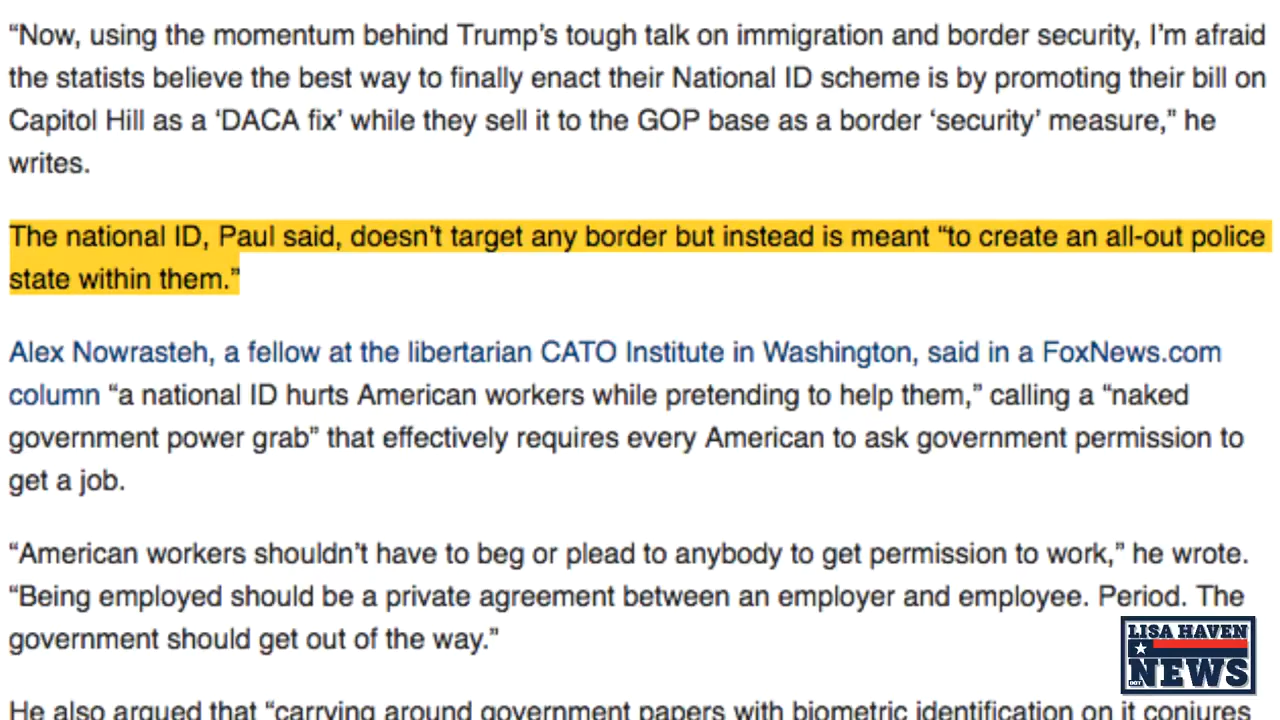 “Now, using the momentum behind Trump’s tough talk on immigration and border security, I’m afraid
the statists believe the best way to finally enact their National ID scheme is by promoting their bill on
Capitol Hill as a ‘DACA fix’ while they sell it to the GOP base as a border ‘security’ measure,” he
writes.
The national ID, Paul said, doesn’t target any border but instead is meant “to create an all-out police
state within them.”
Alex Nowrasteh, a fellow at the libertarian CATO Institute in Washington, said in a FoxNews.com
column “a national ID hurts American workers while pretending to help them,” calling a “naked
government power grab” that effectively requires every American to ask government permission to
get a job.
“American workers shouldn’t have to beg or plead to anybody to get permission to work,” he wrote.
“Being employed should be a private agreement between an employer and employee. Period. The
government should get out of the way.”
He also argued that “carrying around government papers with biometric identification on it conjures
LISA HAVEN
NEWS